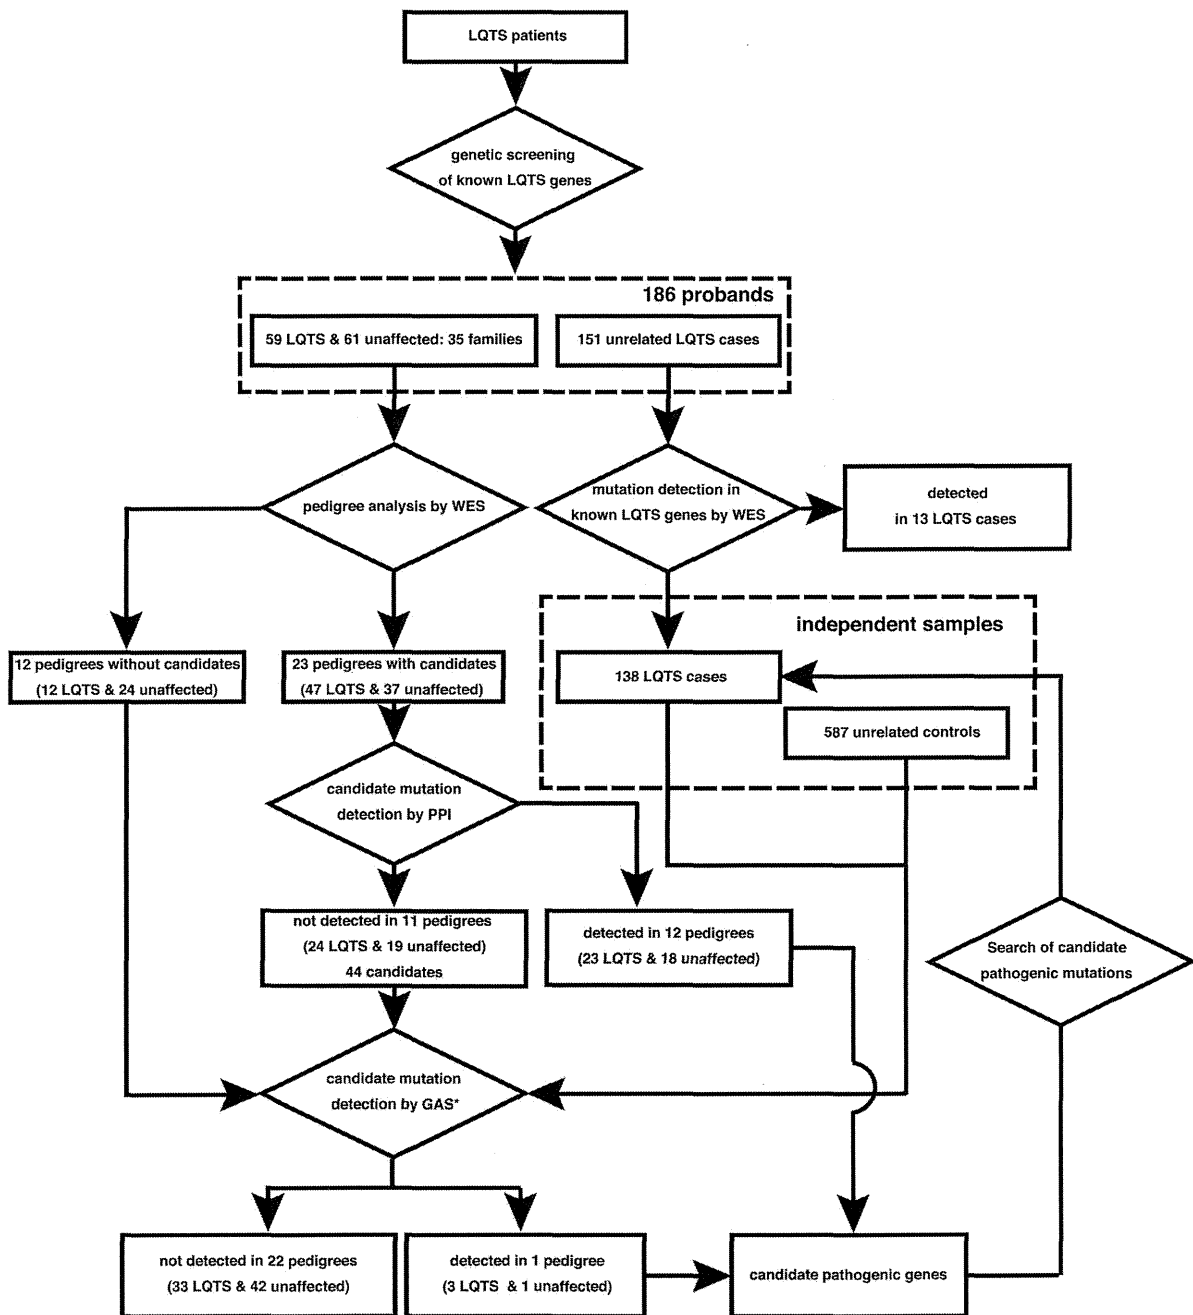 LQTS patients
genetic screening
of known LQTS genes
186 probands
59 LQTS & 61 unaffected: 35 families
151 unrelated LQTS cases
pedigree analysis by WES
mutation detection in
known LQTS genes by WES
detected
in 13 LQTS cases
independent samples
12 pedigrees without candidates
(12 LQTS & 24 unaffected)
23 pedigrees with candidates
(47 LQTS & 37 unaffected)
138 LQTS cases
587 unrelated controls
candidate mutation
detection by PPI
not detected in 11 pedigrees
(24 LQTS & 19 unaffected)
44 candidates
detected in 12 pedigrees
(23 LQTS & 18 unaffected)
Search of candidate
pathogenic mutations
candidate mutation
detection by GAS*
not detected in 22 pedigrees
(33 LQTS & 42 unaffected)
detected in 1 pedigree
(3 LQTS & 1 unaffected)
candidate pathogenic genes